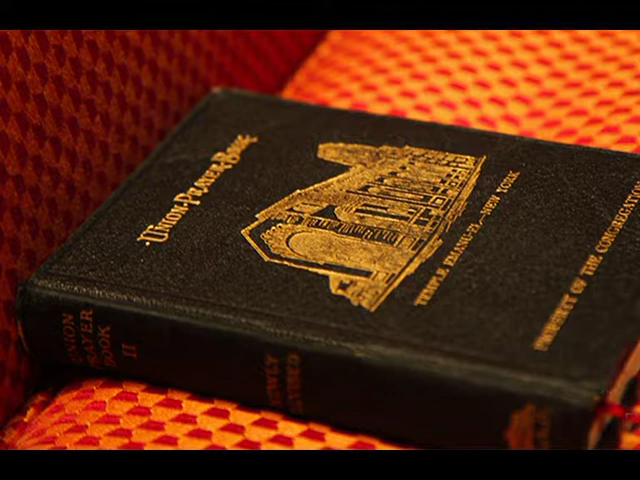 Union Prayer Book
TEMPLE EMANU-EL—NEW YORK
PROPERTY OF THE CONGREGATION
UNION
PRAYER
BOOK
II
NEWLY
REVISED